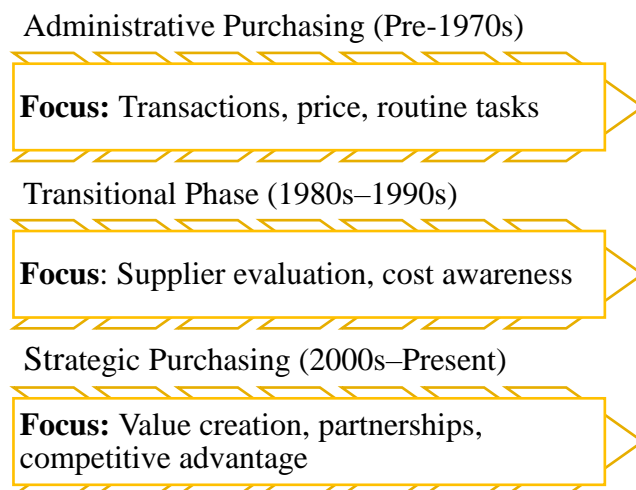 Administrative Purchasing (Pre-1970s)
Focus: Transactions, price, routine tasks
Transitional Phase (1980s–1990s)
Focus: Supplier evaluation, cost awareness
Strategic Purchasing (2000s–Present)
Focus: Value creation, partnerships,
competitive advantage